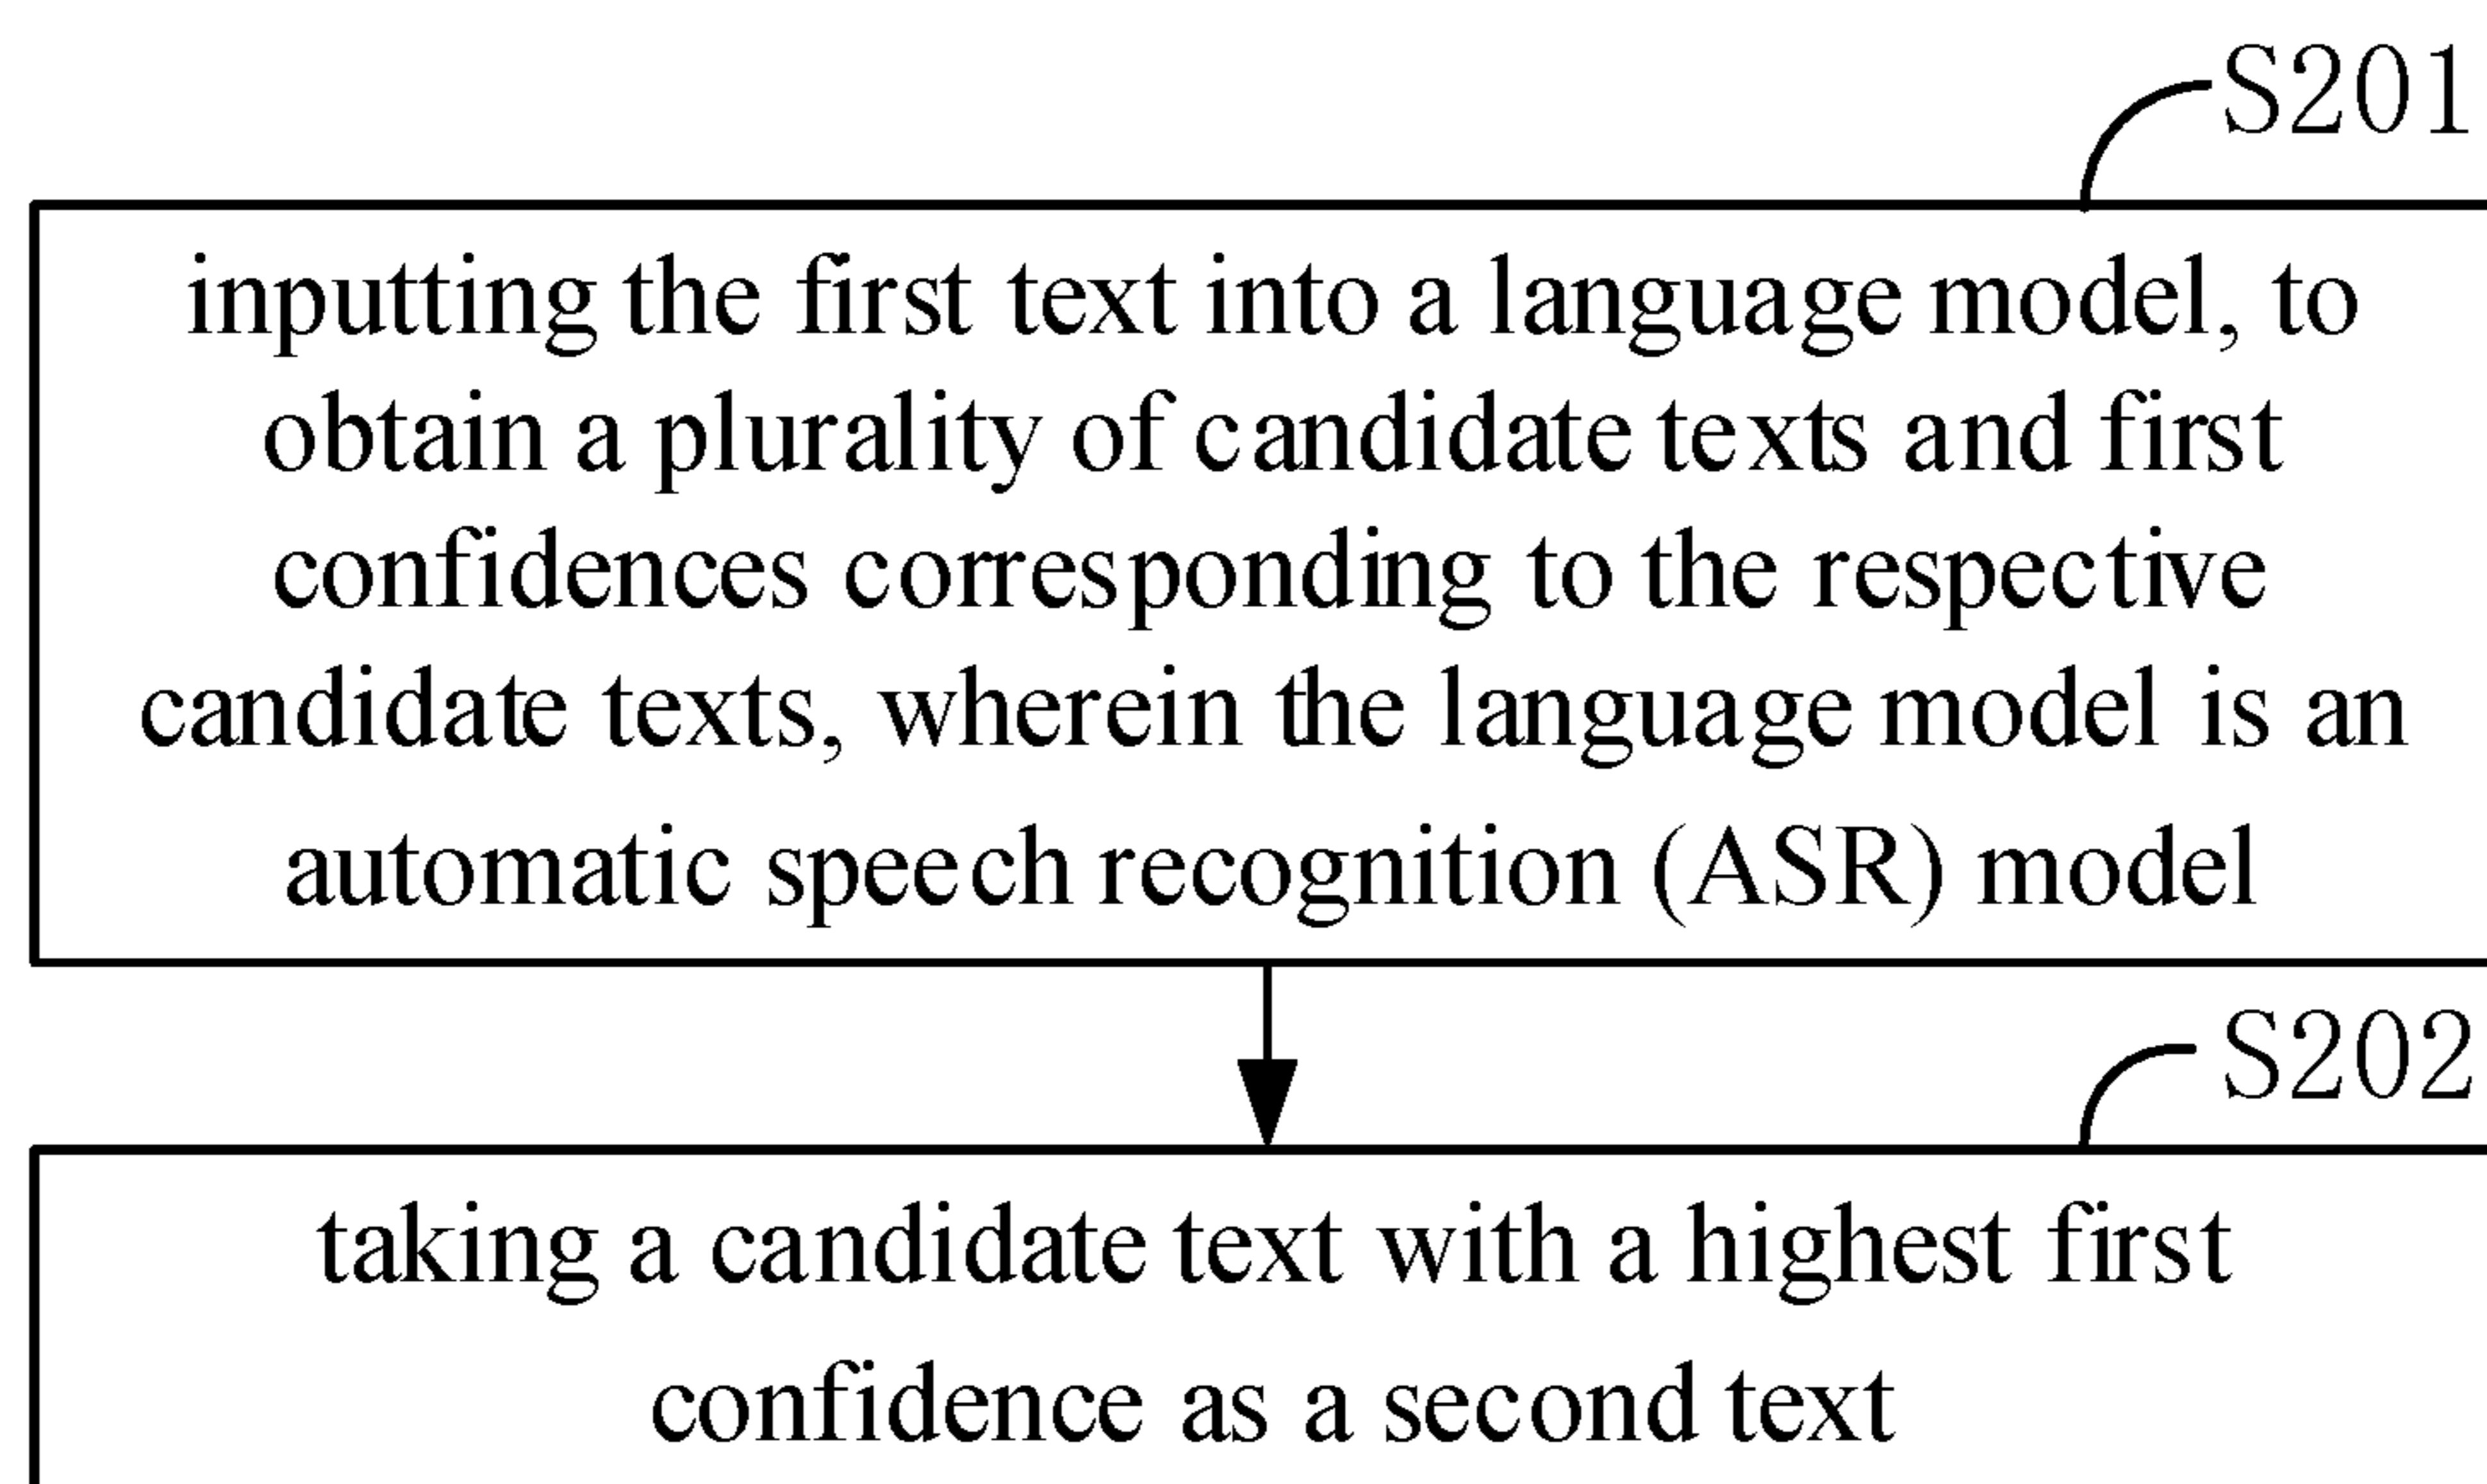 S201
inputting the first text into a language model, to
obtain a plurality of candidate texts and first
confidences corresponding to the respective
candidate texts, wherein the language model is an
automatic speech recognition (ASR) model
S202
taking a candidate text with a highest first
confidence as a second text